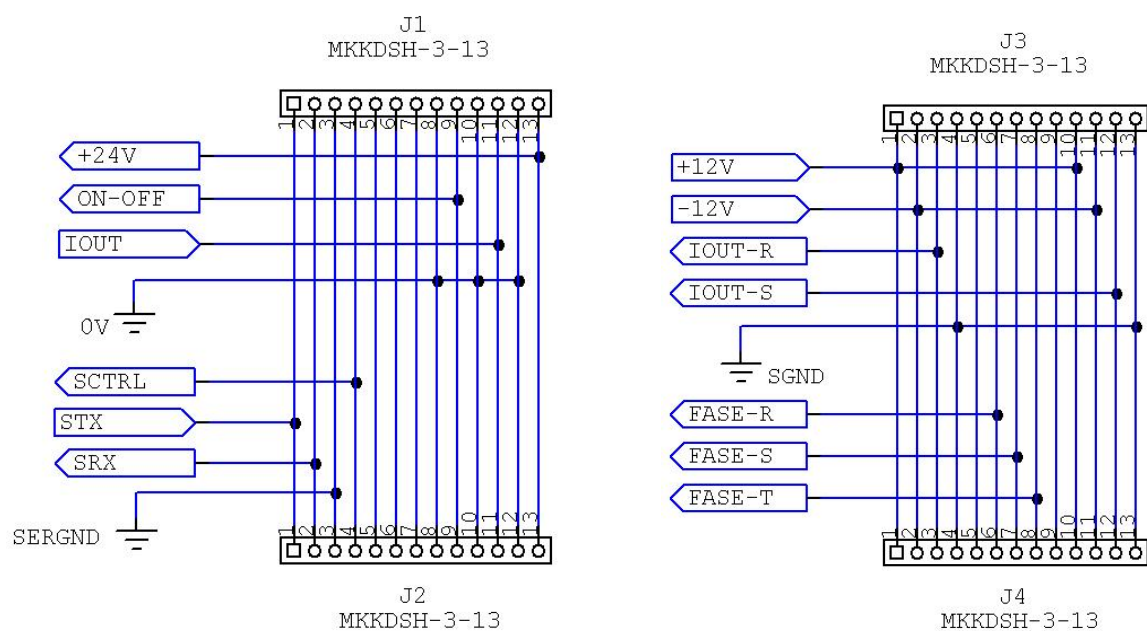 J1
MKKDSH-3-13
1 2 3 4 5 6 7 8 9 10 11 12 13
+24V
ON-OFF
IOUT
0V
SCTRL
STX
SRX
SERGND
1 2 3 4 5 6 7 8 9 10 11 12 13
J2
MKKDSH-3-13
J3
MKKDSH-3-13
1 2 3 4 5 6 7 8 9 10 11 12 13
+12V
-12V
IOUT-R
IOUT-S
SGND
FASE-R
FASE-S
FASE-T
1 2 3 4 5 6 7 8 9 10 11 12 13
J4
MKKDSH-3-13